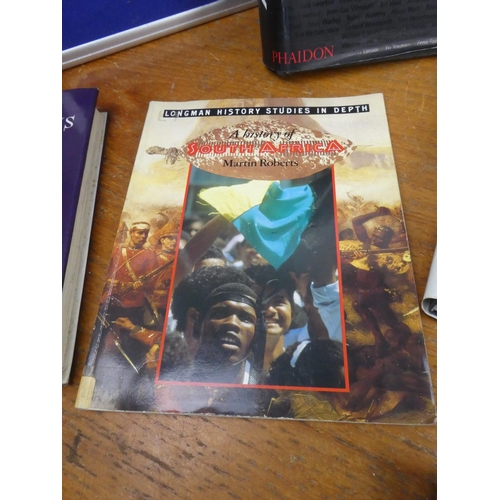 PHAIDON
LONGMAN HISTORY STUDIES IN DEPTH
A history of
SOUTH AFRICA
Martin Roberts